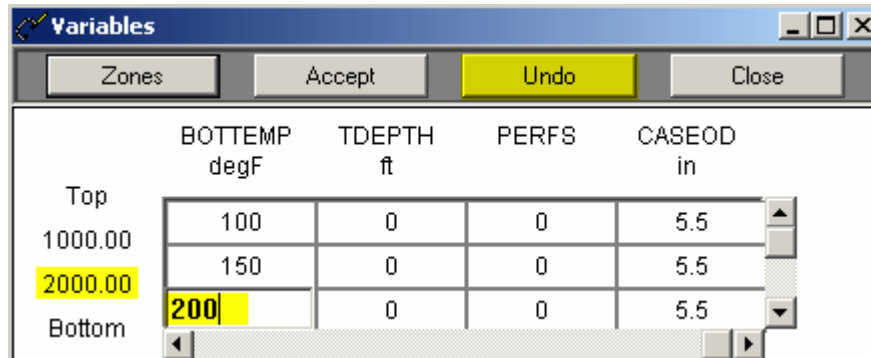 Variables
Zones Accept Undo Close
BOTTEMP TDEPTH PERFS CASEOD
degF ft in
Top
100 0 0 5.5
1000.00
150 0 0 5.5
2000.00
200 0 0 5.5
Bottom